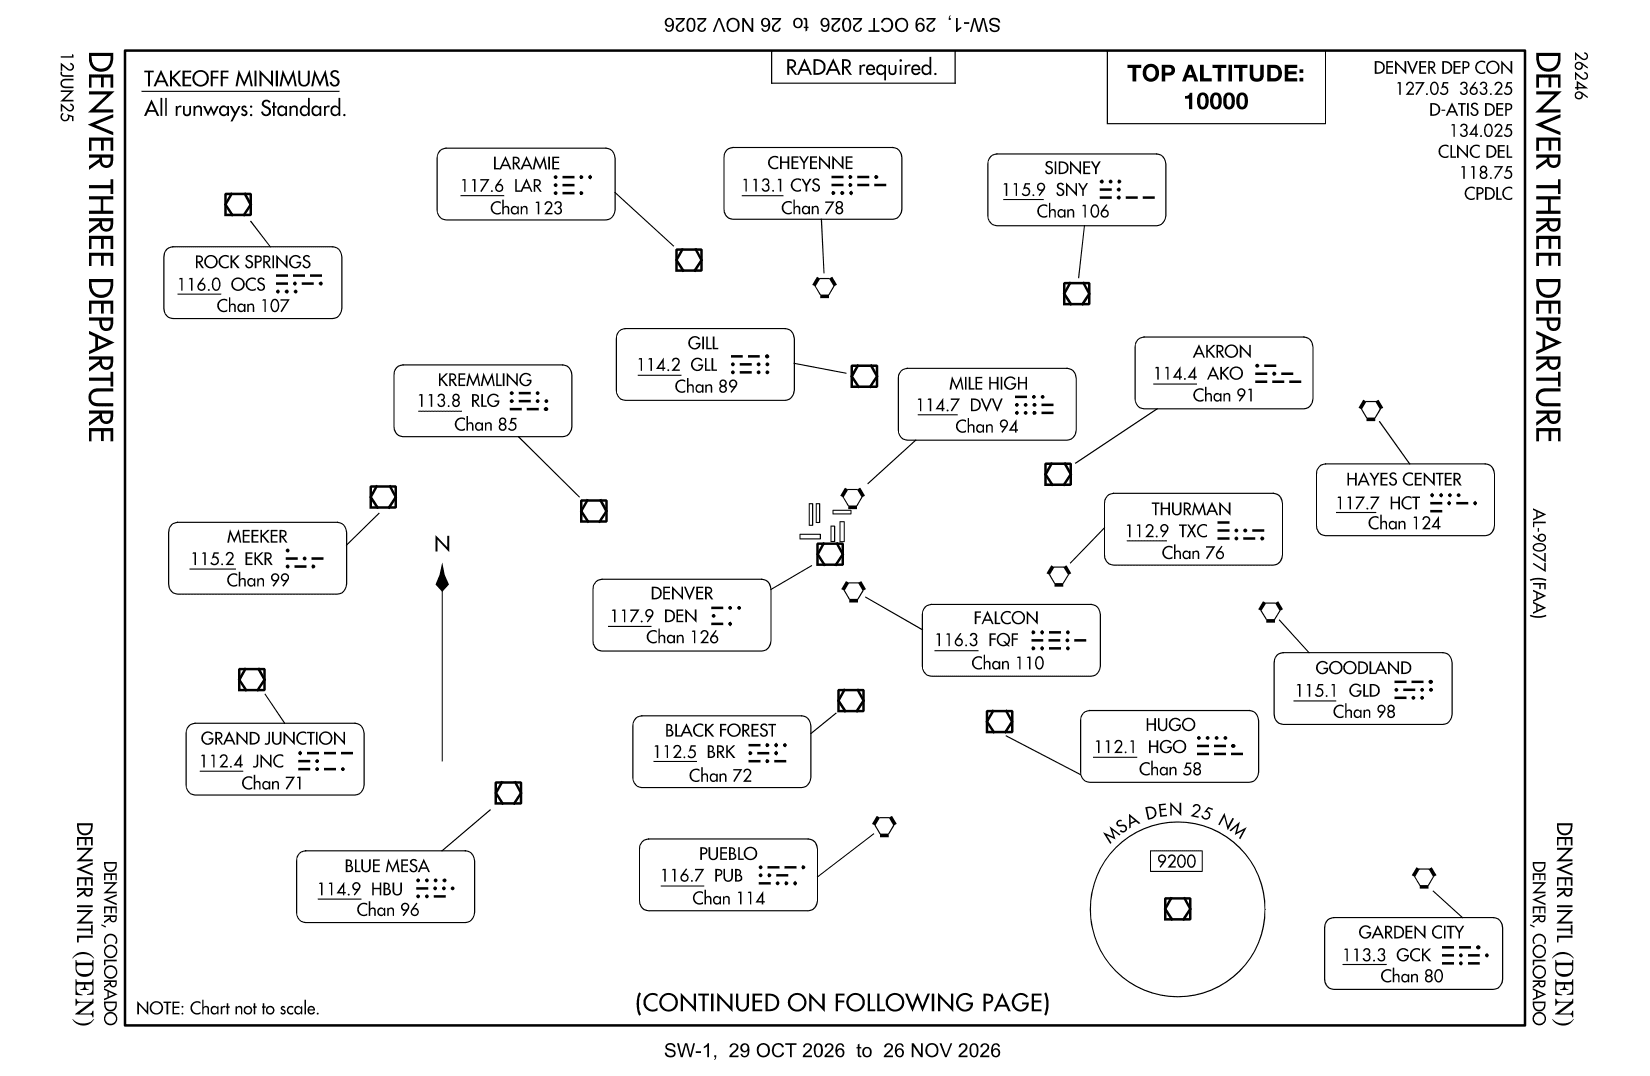 SW-1, 29 OCT 2026 to 26 NOV 2026
DENVER THREE DEPARTURE
12JUN25
TAKEOFF MINIMUMS
All runways: Standard.
RADAR required.
TOP ALTITUDE:
10000
DENVER DEP CON
127.05 363.25
D-ATIS DEP
134.025
CLNC DEL
118.75
CPDLC
DENVER THREE DEPARTURE
26246
LARAMIE
117.6 LAR
Chan 123
CHEYENNE
113.1 CYS
Chan 78
SIDNEY
115.9 SNY
Chan 106
ROCK SPRINGS
116.0 OCS
Chan 107
GILL
114.2 GLL
Chan 89
AKRON
114.4 AKO
Chan 91
KREMMLING
113.8 RLG
Chan 85
MILE HIGH
114.7 DVV
Chan 94
HAYES CENTER
117.7 HCT
Chan 124
THURMAN
112.9 TXC
Chan 76
MEEKER
115.2 EKR
Chan 99
N
AL-9077 (FAA)
DENVER
117.9 DEN
Chan 126
FALCON
116.3 FQF
Chan 110
GOODLAND
115.1 GLD
Chan 98
GRAND JUNCTION
112.4 JNC
Chan 71
BLACK FOREST
112.5 BRK
Chan 72
HUGO
112.1 HGO
Chan 58
BLUE MESA
114.9 HBU
Chan 96
PUEBLO
116.7 PUB
Chan 114
MSA DEN 25 NM
9200
GARDEN CITY
113.3 GCK
Chan 80
DENVER INTL (DEN)
DENVER, COLORADO
DENVER INTL (DEN)
DENVER, COLORADO
NOTE: Chart not to scale.
(CONTINUED ON FOLLOWING PAGE)
SW-1, 29 OCT 2026 to 26 NOV 2026